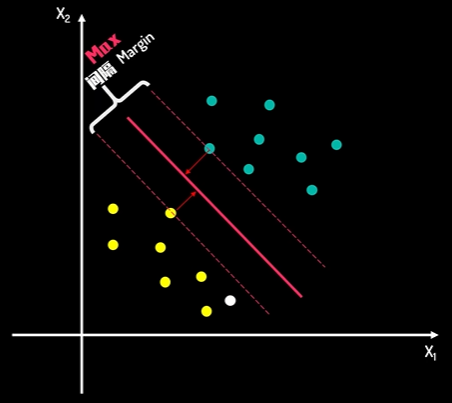 X₂
Max
间隔 Margin
X₁